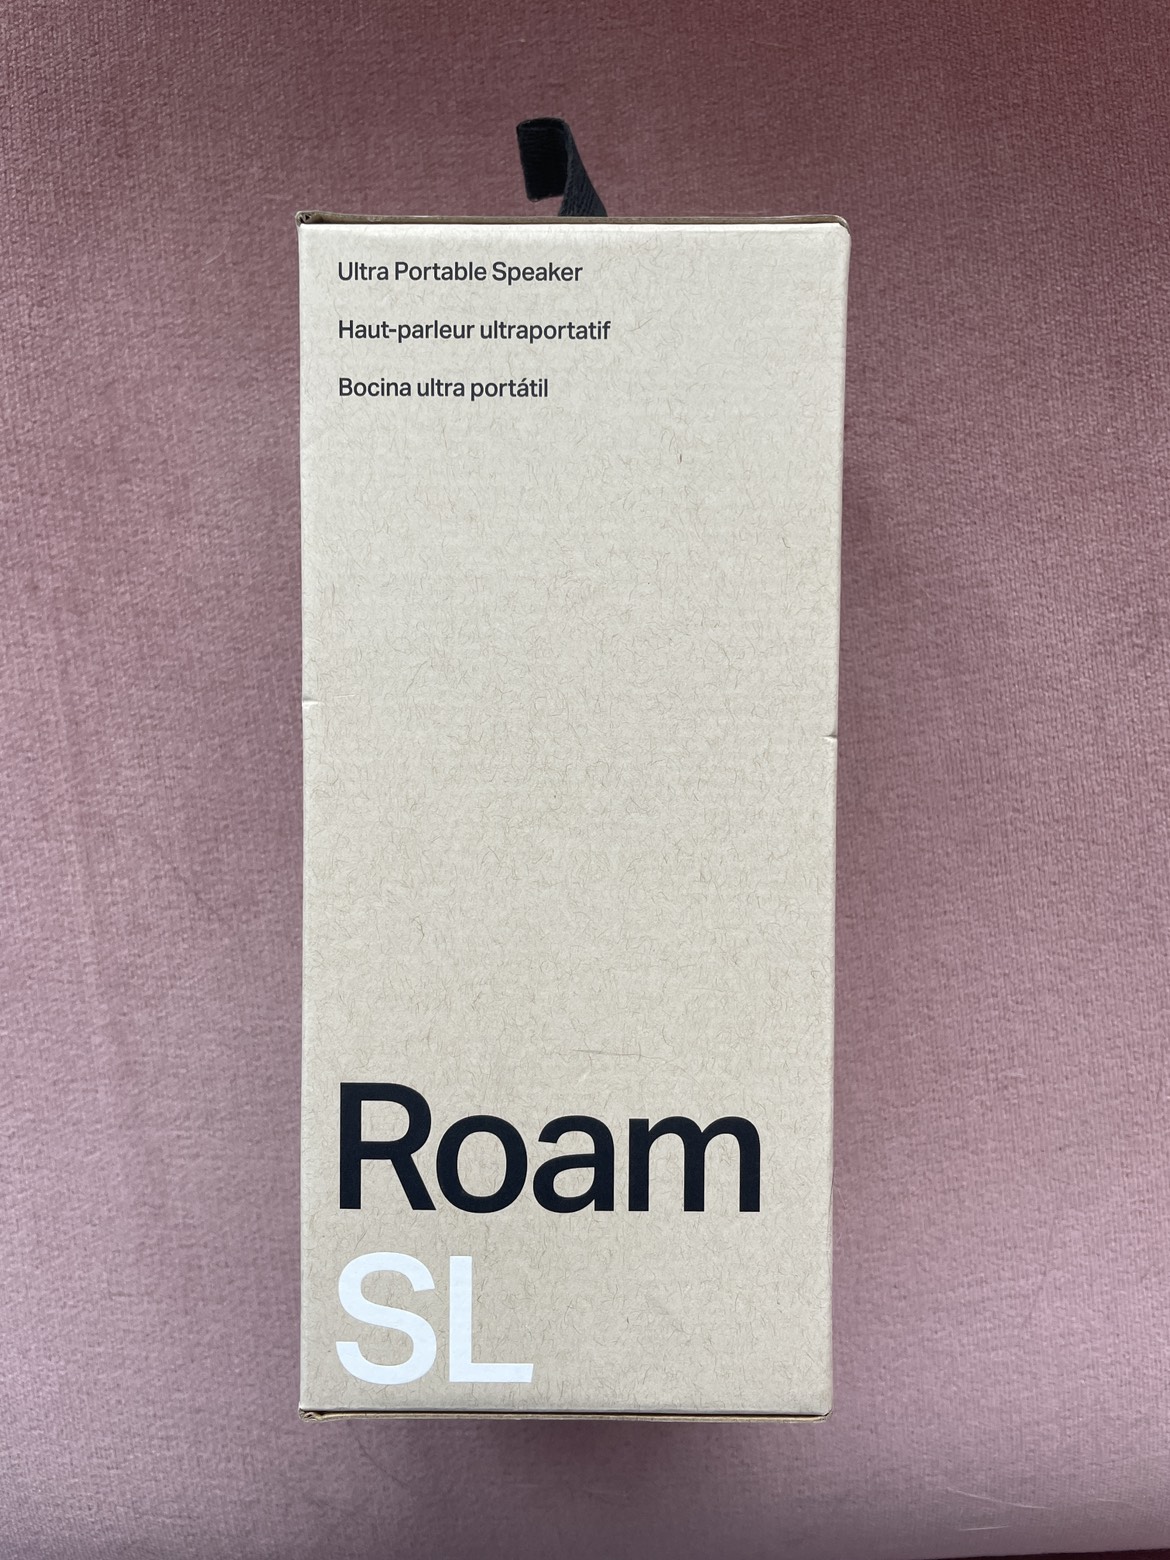 Ultra Portable Speaker
Haut-parleur ultraportatif
Bocina ultra portátil
Roam
SL